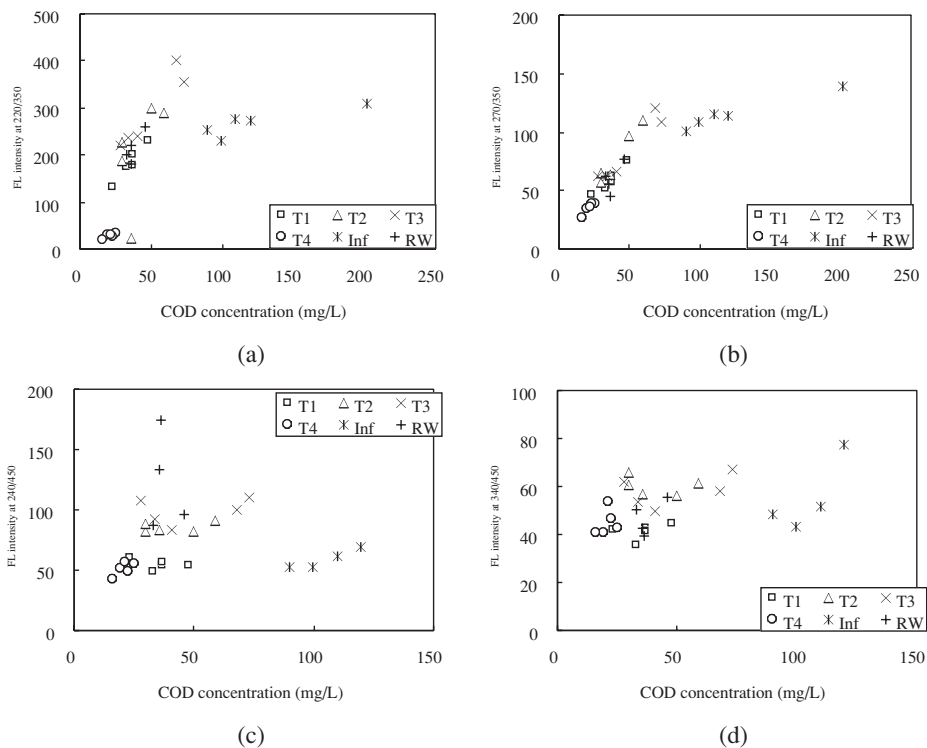 500
400
300
200
100
0
FL intensity at 220/350
T1 T2 T3
T4 Inf RW
0 50 100 150 200 250
COD concentration (mg/L)
(a)
150
100
50
0
FL intensity at 270/350
T1 T2 T3
T4 Inf RW
0 50 100 150 200 250
COD concentration (mg/L)
(b)
200
150
100
50
0
FL intensity at 240/450
T1 T2 T3
T4 Inf RW
0 50 100 150
COD concentration (mg/L)
(c)
100
80
60
40
20
0
FL intensity at 340/450
T1 T2 T3
T4 Inf RW
0 50 100 150
COD concentration (mg/L)
(d)